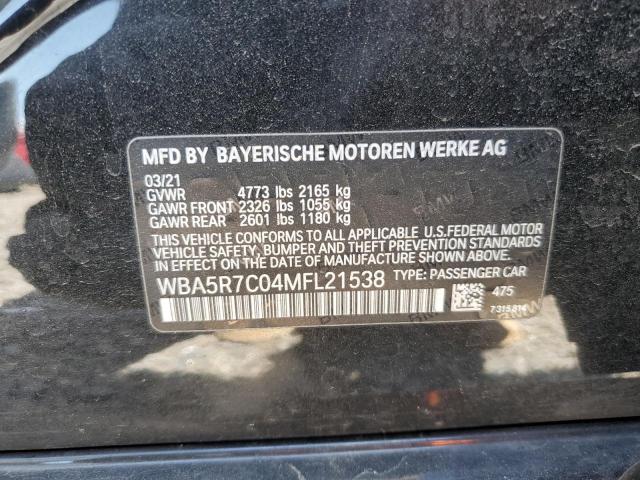 MFD BY BAYERISCHE MOTOREN WERKE AG
03/21
GVWR 4773 lbs 2165 kg
GAWR FRONT 2326 lbs 1055 kg
GAWR REAR 2601 lbs 1180 kg
THIS VEHICLE CONFORMS TO ALL APPLICABLE U.S.FEDERAL MOTOR
VEHICLE SAFETY, BUMPER AND THEFT PREVENTION STANDARDS
IN EFFECT ON THE DATE OF MANUFACTURE SHOWN ABOVE.
WBA5R7C04MFL21538 TYPE: PASSENGER CAR
475
7315814